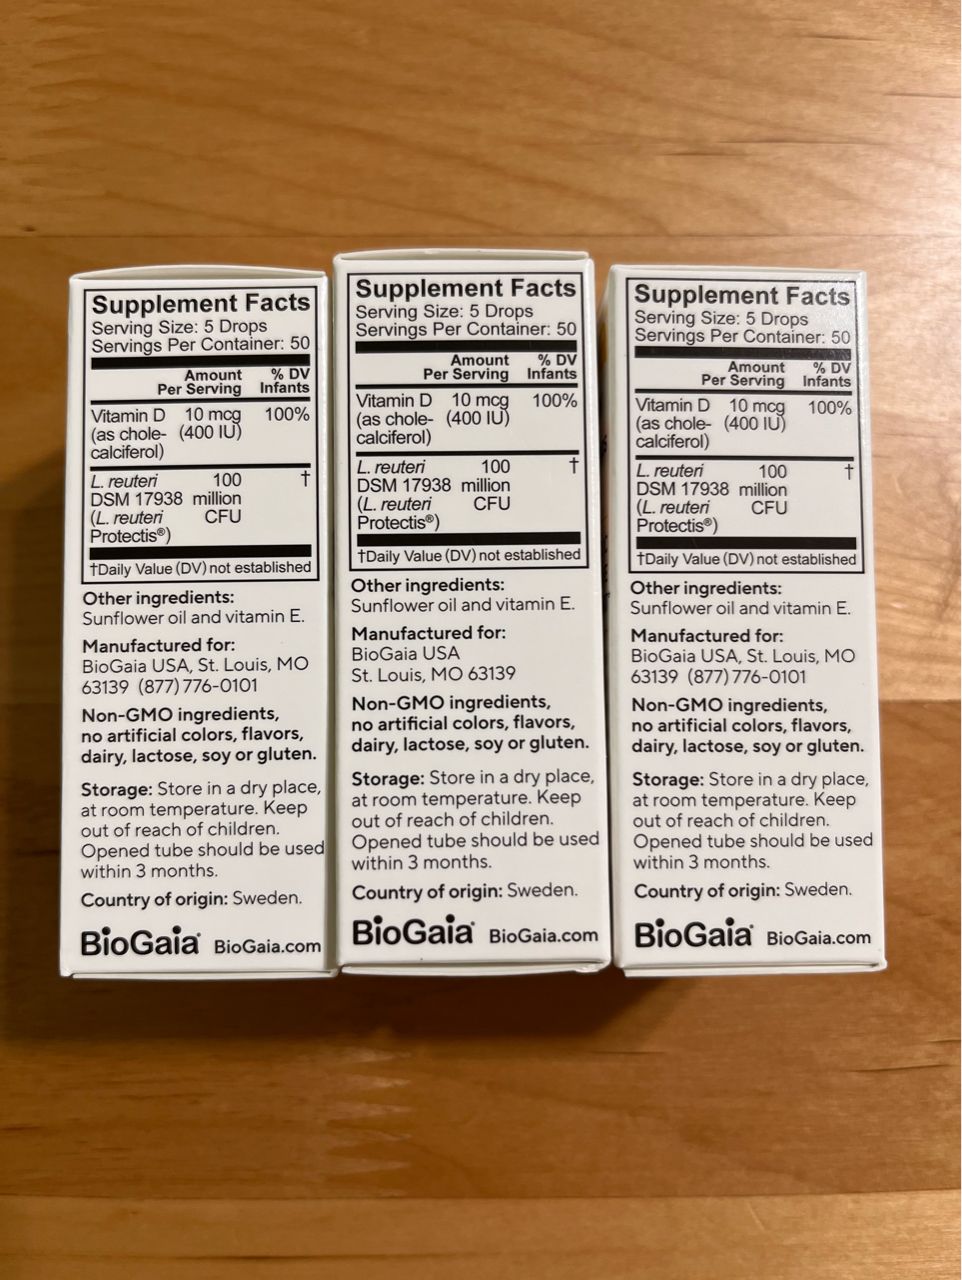 Supplement Facts
Serving Size: 5 Drops
Servings Per Container: 50
Amount % DV
Per Serving Infants
Vitamin D 10 mcg 100%
(as chole- (400 IU)
calciferol)
L. reuteri 100 †
DSM 17938 million
(L. reuteri CFU
Protectis®)
†Daily Value (DV) not established
Other ingredients:
Sunflower oil and vitamin E.
Manufactured for:
BioGaia USA, St. Louis, MO
63139 (877) 776-0101
Non-GMO ingredients,
no artificial colors, flavors,
dairy, lactose, soy or gluten.
Storage: Store in a dry place,
at room temperature. Keep
out of reach of children.
Opened tube should be used
within 3 months.
Country of origin: Sweden.
BioGaia® BioGaia.com
Supplement Facts
Serving Size: 5 Drops
Servings Per Container: 50
Amount % DV
Per Serving Infants
Vitamin D 10 mcg 100%
(as chole- (400 IU)
calciferol)
L. reuteri 100 †
DSM 17938 million
(L. reuteri CFU
Protectis®)
†Daily Value (DV) not established
Other ingredients:
Sunflower oil and vitamin E.
Manufactured for:
BioGaia USA
St. Louis, MO 63139
Non-GMO ingredients,
no artificial colors, flavors,
dairy, lactose, soy or gluten.
Storage: Store in a dry place,
at room temperature. Keep
out of reach of children.
Opened tube should be used
within 3 months.
Country of origin: Sweden.
BioGaia® BioGaia.com
Supplement Facts
Serving Size: 5 Drops
Servings Per Container: 50
Amount % DV
Per Serving Infants
Vitamin D 10 mcg 100%
(as chole- (400 IU)
calciferol)
L. reuteri 100 †
DSM 17938 million
(L. reuteri CFU
Protectis®)
†Daily Value (DV) not established
Other ingredients:
Sunflower oil and vitamin E.
Manufactured for:
BioGaia USA, St. Louis, MO
63139 (877) 776-0101
Non-GMO ingredients,
no artificial colors, flavors,
dairy, lactose, soy or gluten.
Storage: Store in a dry place,
at room temperature. Keep
out of reach of children.
Opened tube should be used
within 3 months.
Country of origin: Sweden.
BioGaia® BioGaia.com